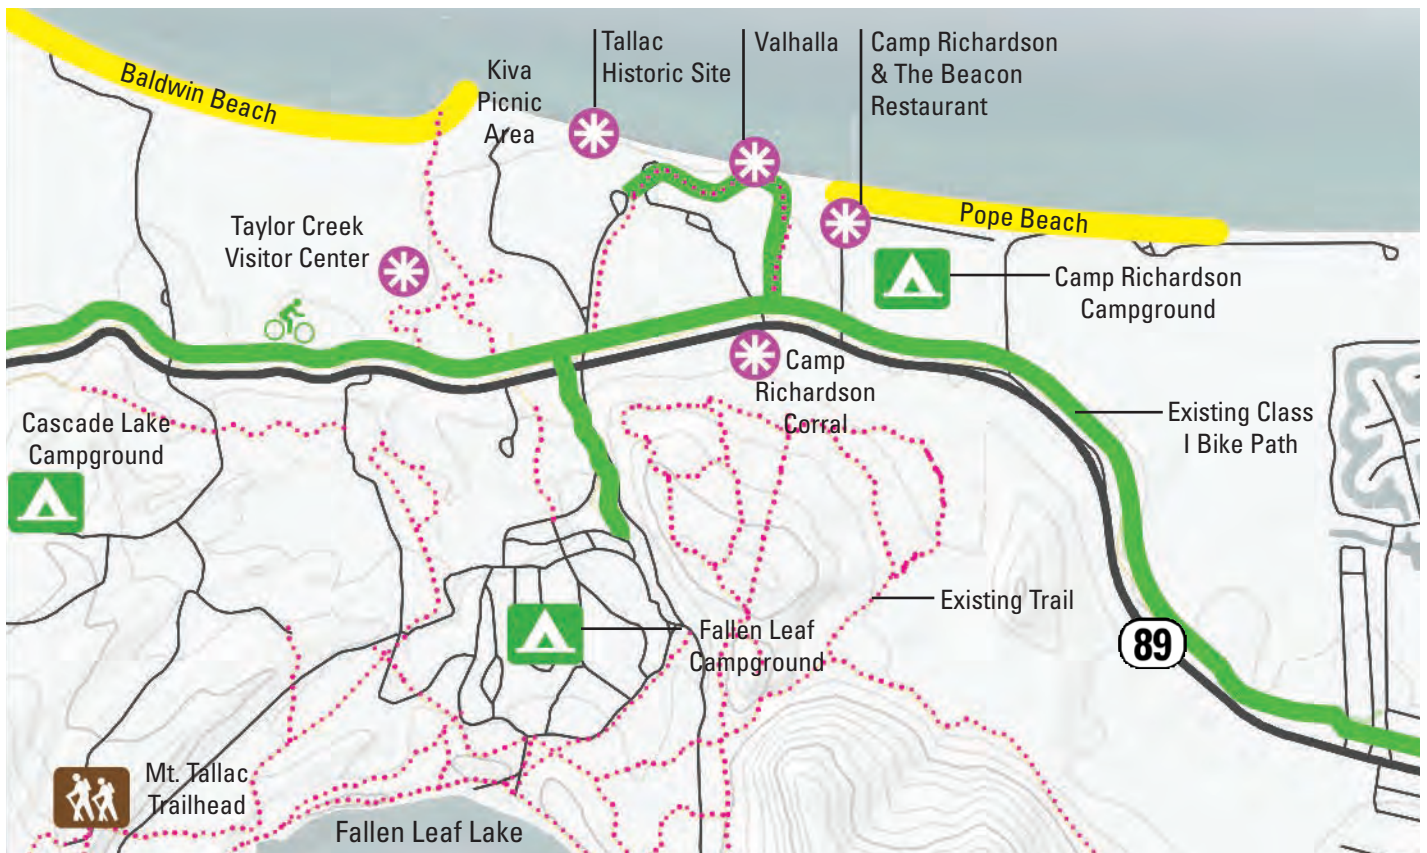 Tallac
Historic Site
Valhalla
Camp Richardson
& The Beacon
Restaurant
Kiva
Picnic
Area
Baldwin Beach
Pope Beach
Taylor Creek
Visitor Center
Camp Richardson
Campground
Camp
Richardson
Corral
Existing Class
I Bike Path
Cascade Lake
Campground
Existing Trail
89
Fallen Leaf
Campground
Mt. Tallac
Trailhead
Fallen Leaf Lake